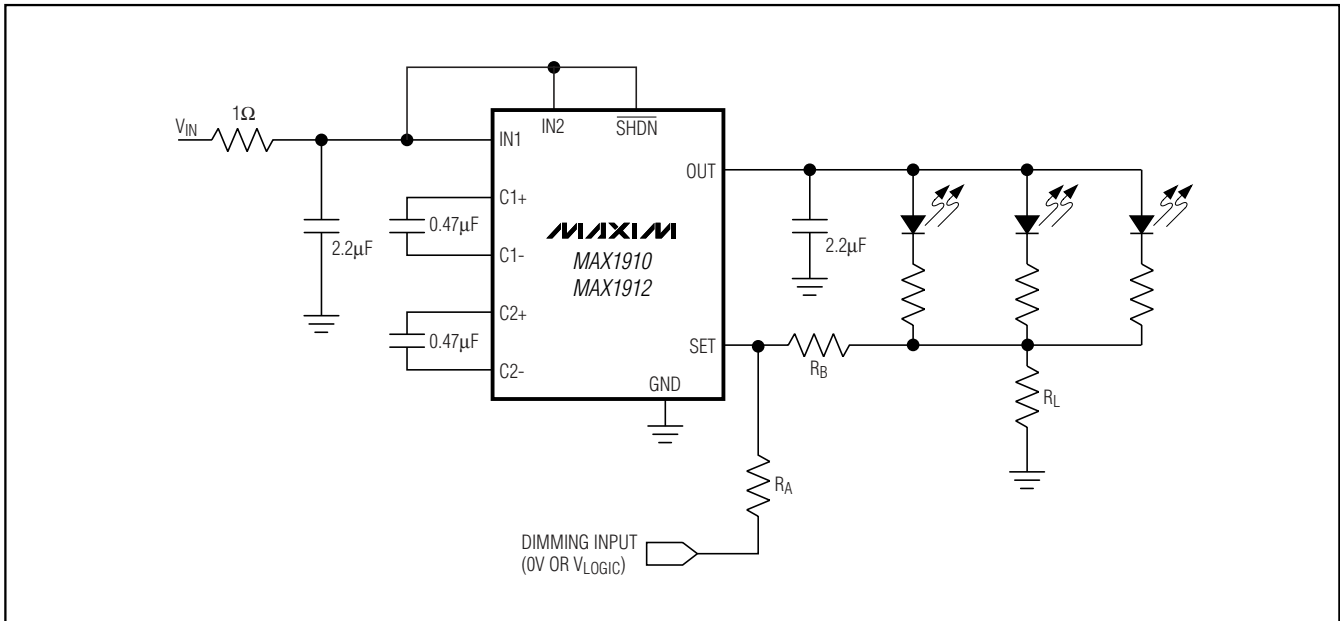 1Ω
V_IN
IN1
IN2
S̅H̅D̅N̅
OUT
C1+
0.47µF
C1-
2.2µF
MAXIM
MAX1910
MAX1912
2.2µF
C2+
0.47µF
C2-
SET
GND
R_B
R_L
R_A
DIMMING INPUT
(0V OR V_LOGIC)